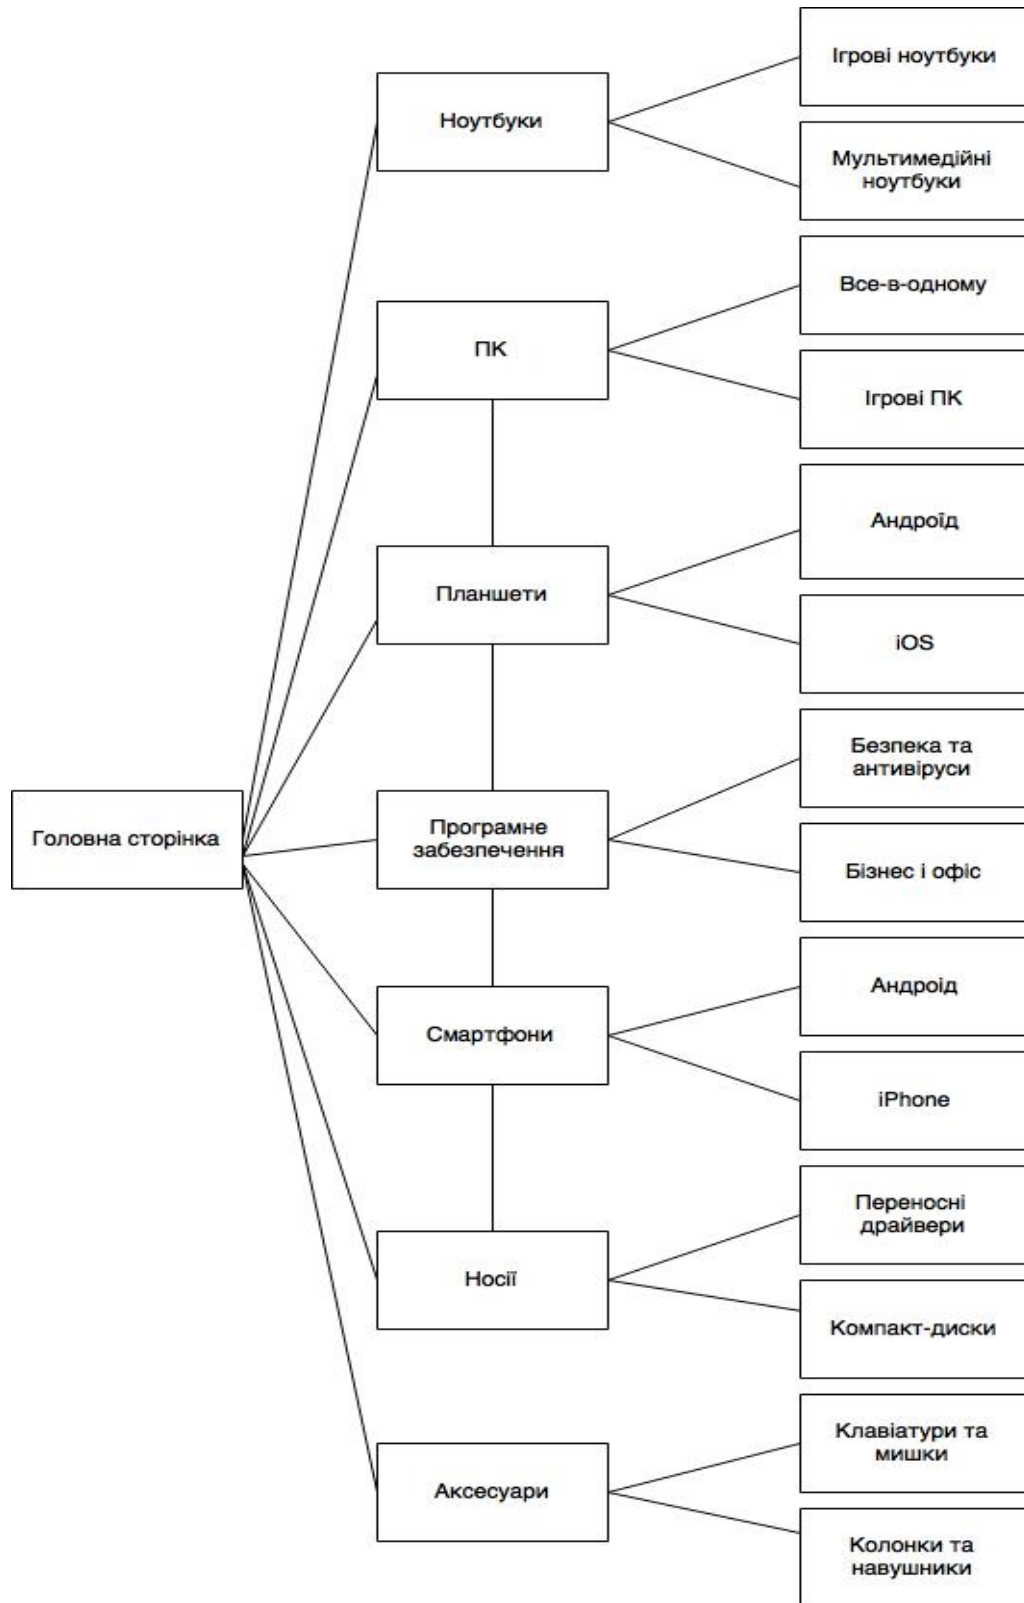 Ігрові ноутбуки
Ноутбуки
Мультимедійні
ноутбуки
Все-в-одному
ПК
Ігрові ПК
Андроїд
Планшети
iOS
Безпека та
антивіруси
Головна сторінка
Програмне
забезпечення
Бізнес і офіс
Андроід
Смартфони
iPhone
Переносні
драйвери
Носії
Компакт-диски
Клавіатури та
мишки
Аксесуари
Колонки та
навушники